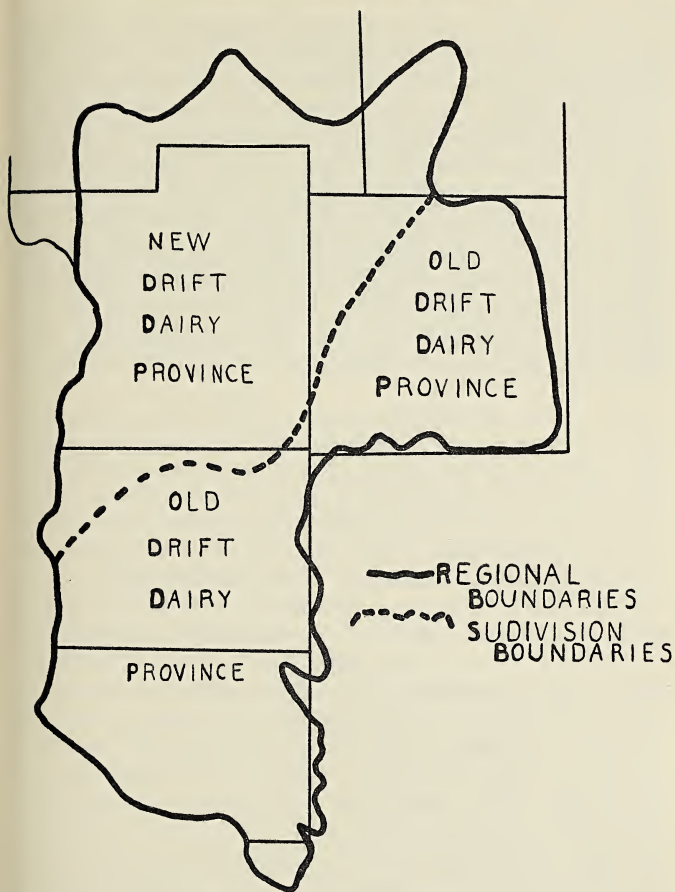 NEW
DRIFT
DAIRY
PROVINCE
OLD
DRIFT
DAIRY
PROVINCE
OLD
DRIFT
DAIRY
PROVINCE
REGIONAL
BOUNDARIES
SUDIVISION
BOUNDARIES